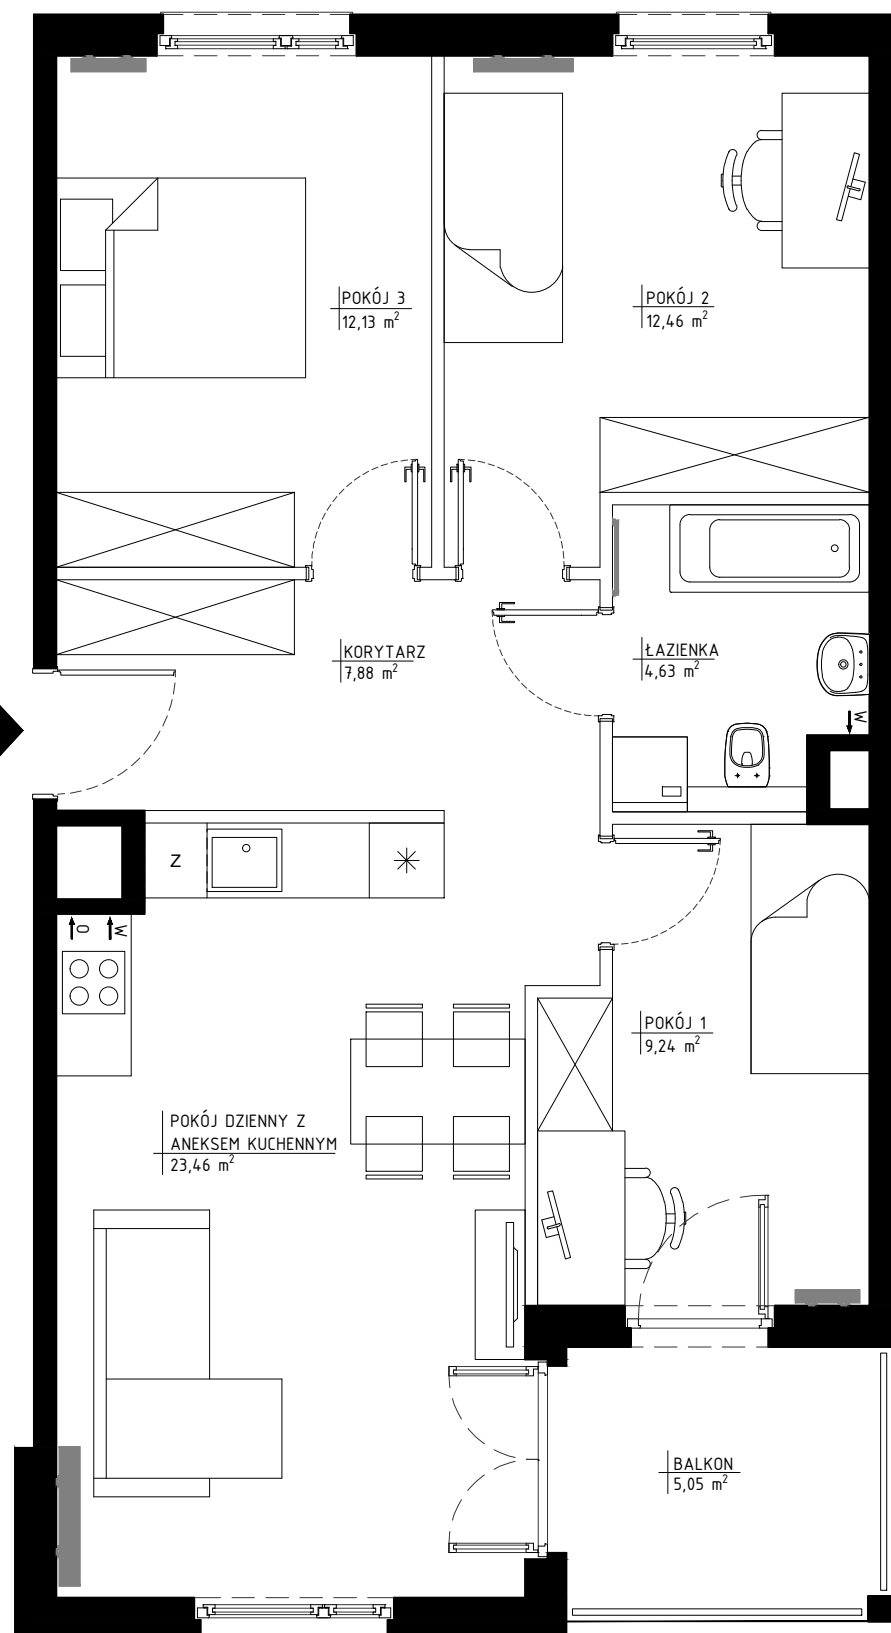 POKÓJ 3
12,13 m²
POKÓJ 2
12,46 m²
KORYTARZ
7,88 m²
ŁAZIENKA
4,63 m²
W
Z
O
W
POKÓJ 1
9,24 m²
POKÓJ DZIENNY Z
ANEKSEM KUCHENNYM
23,46 m²
BALKON
5,05 m²